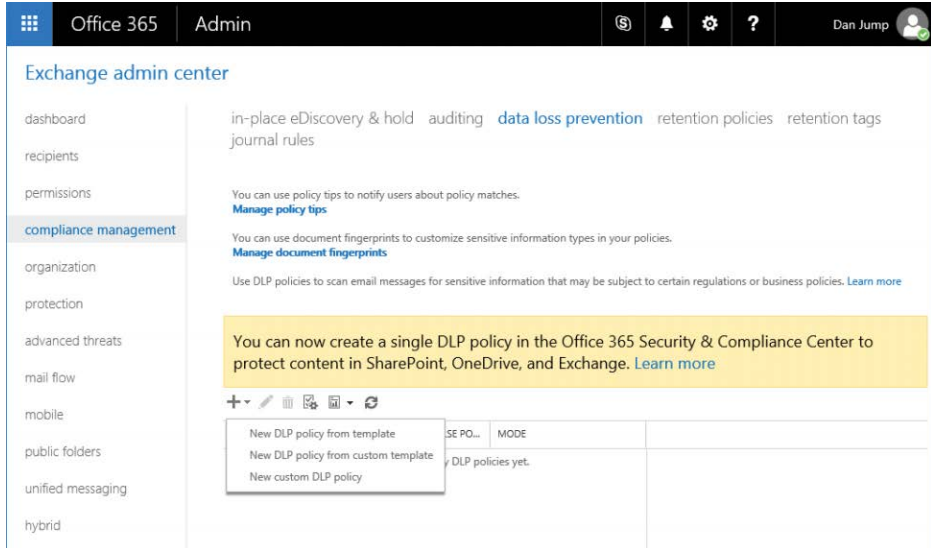 Office 365 Admin Dan Jump
Exchange admin center
dashboard
recipients
permissions
compliance management
organization
protection
advanced threats
mail flow
mobile
public folders
unified messaging
hybrid
in-place eDiscovery & hold auditing data loss prevention retention policies retention tags
journal rules
You can use policy tips to notify users about policy matches.
Manage policy tips
You can use document fingerprints to customize sensitive information types in your policies.
Manage document fingerprints
Use DLP policies to scan email messages for sensitive information that may be subject to certain regulations or business policies. Learn more
You can now create a single DLP policy in the Office 365 Security & Compliance Center to
protect content in SharePoint, OneDrive, and Exchange. Learn more
New DLP policy from template
New DLP policy from custom template
New custom DLP policy
SE PO... MODE
DLP policies yet.